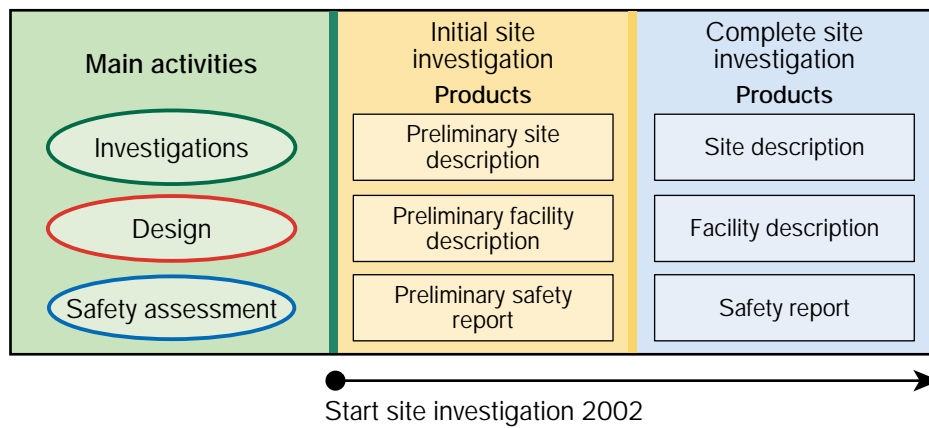 Main activities
Investigations
Design
Safety assessment
Initial site
investigation
Products
Preliminary site
description
Preliminary facility
description
Preliminary safety
report
Complete site
investigation
Products
Site description
Facility description
Safety report
Start site investigation 2002